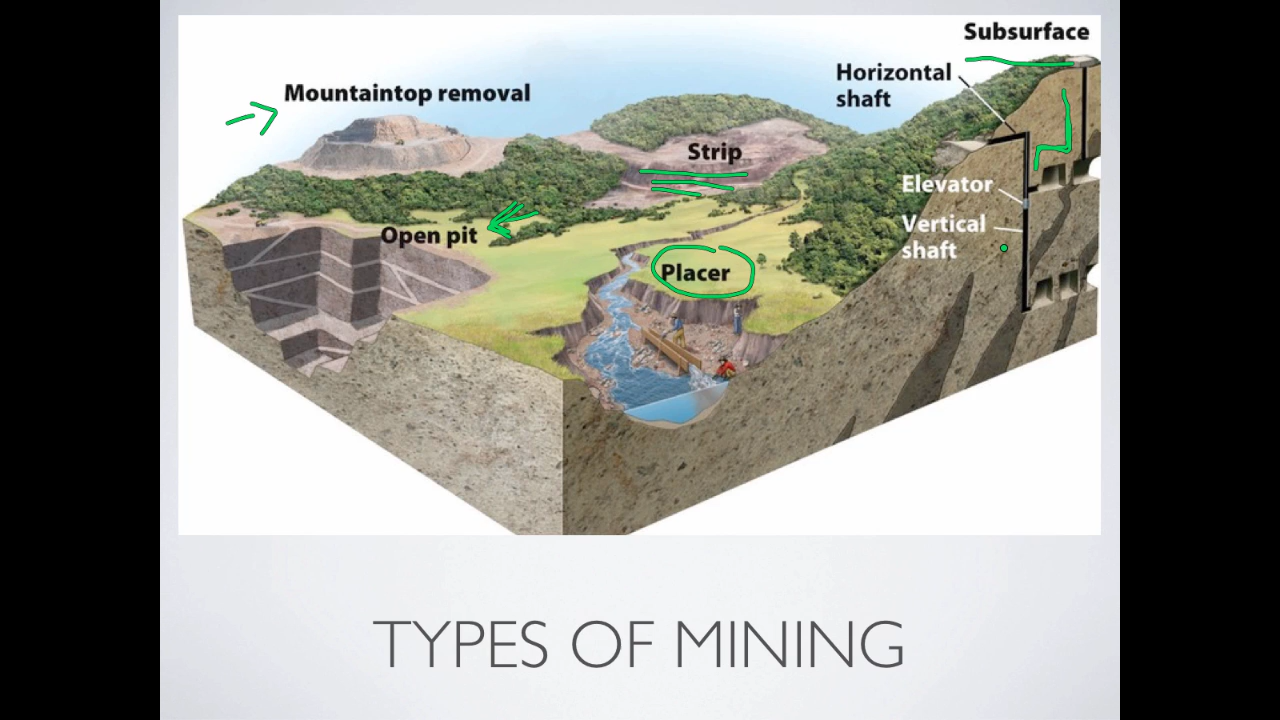 Subsurface
Horizontal
shaft
Mountaintop removal
Strip
Elevator
Vertical
shaft
Open pit
Placer
TYPES OF MINING